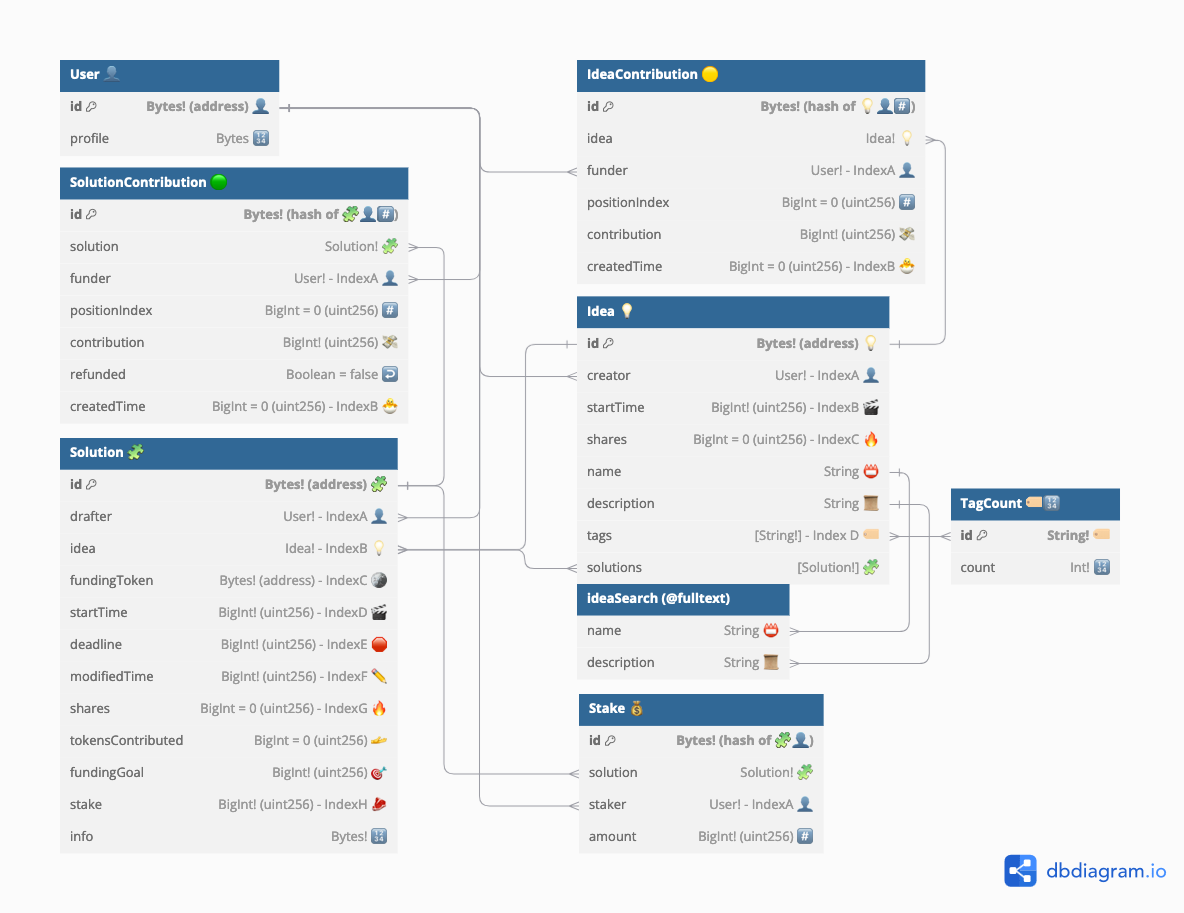 User 👤
id 🔑 Bytes! (address) 👤
profile Bytes 🔢
SolutionContribution 🟢
id 🔑 Bytes! (hash of 🧩👤#️⃣)
solution Solution! 🧩
funder User! - IndexA 👤
positionIndex BigInt = 0 (uint256) #️⃣
contribution BigInt! (uint256) 💸
refunded Boolean = false ↩️
createdTime BigInt = 0 (uint256) - IndexB 🐣
Solution 🧩
id 🔑 Bytes! (address) 🧩
drafter User! - IndexA 👤
idea Idea! - IndexB 💡
fundingToken Bytes! (address) - IndexC 🪙
startTime BigInt! (uint256) - IndexD 🎬
deadline BigInt! (uint256) - IndexE 🛑
modifiedTime BigInt! (uint256) - IndexF ✏️
shares BigInt = 0 (uint256) - IndexG 🔥
tokensContributed BigInt = 0 (uint256) 🫴
fundingGoal BigInt! (uint256) 🎯
stake BigInt! (uint256) - IndexH 🥩
info Bytes! 🔢
IdeaContribution 🟡
id 🔑 Bytes! (hash of 💡👤#️⃣)
idea Idea! 💡
funder User! - IndexA 👤
positionIndex BigInt = 0 (uint256) #️⃣
contribution BigInt! (uint256) 💸
createdTime BigInt = 0 (uint256) - IndexB 🐣
Idea 💡
id 🔑 Bytes! (address) 💡
creator User! - IndexA 👤
startTime BigInt! (uint256) - IndexB 🎬
shares BigInt = 0 (uint256) - IndexC 🔥
name String 📛
description String 📜
tags [String!] - Index D 🏷️
solutions [Solution!] 🧩
ideaSearch (@fulltext)
name String 📛
description String 📜
Stake 💰
id 🔑 Bytes! (hash of 🧩👤)
solution Solution! 🧩
staker User! - IndexA 👤
amount BigInt! (uint256) #️⃣
TagCount 🏷️🔢
id 🔑 String! 🏷️
count Int! 🔢
dbdiagram.io